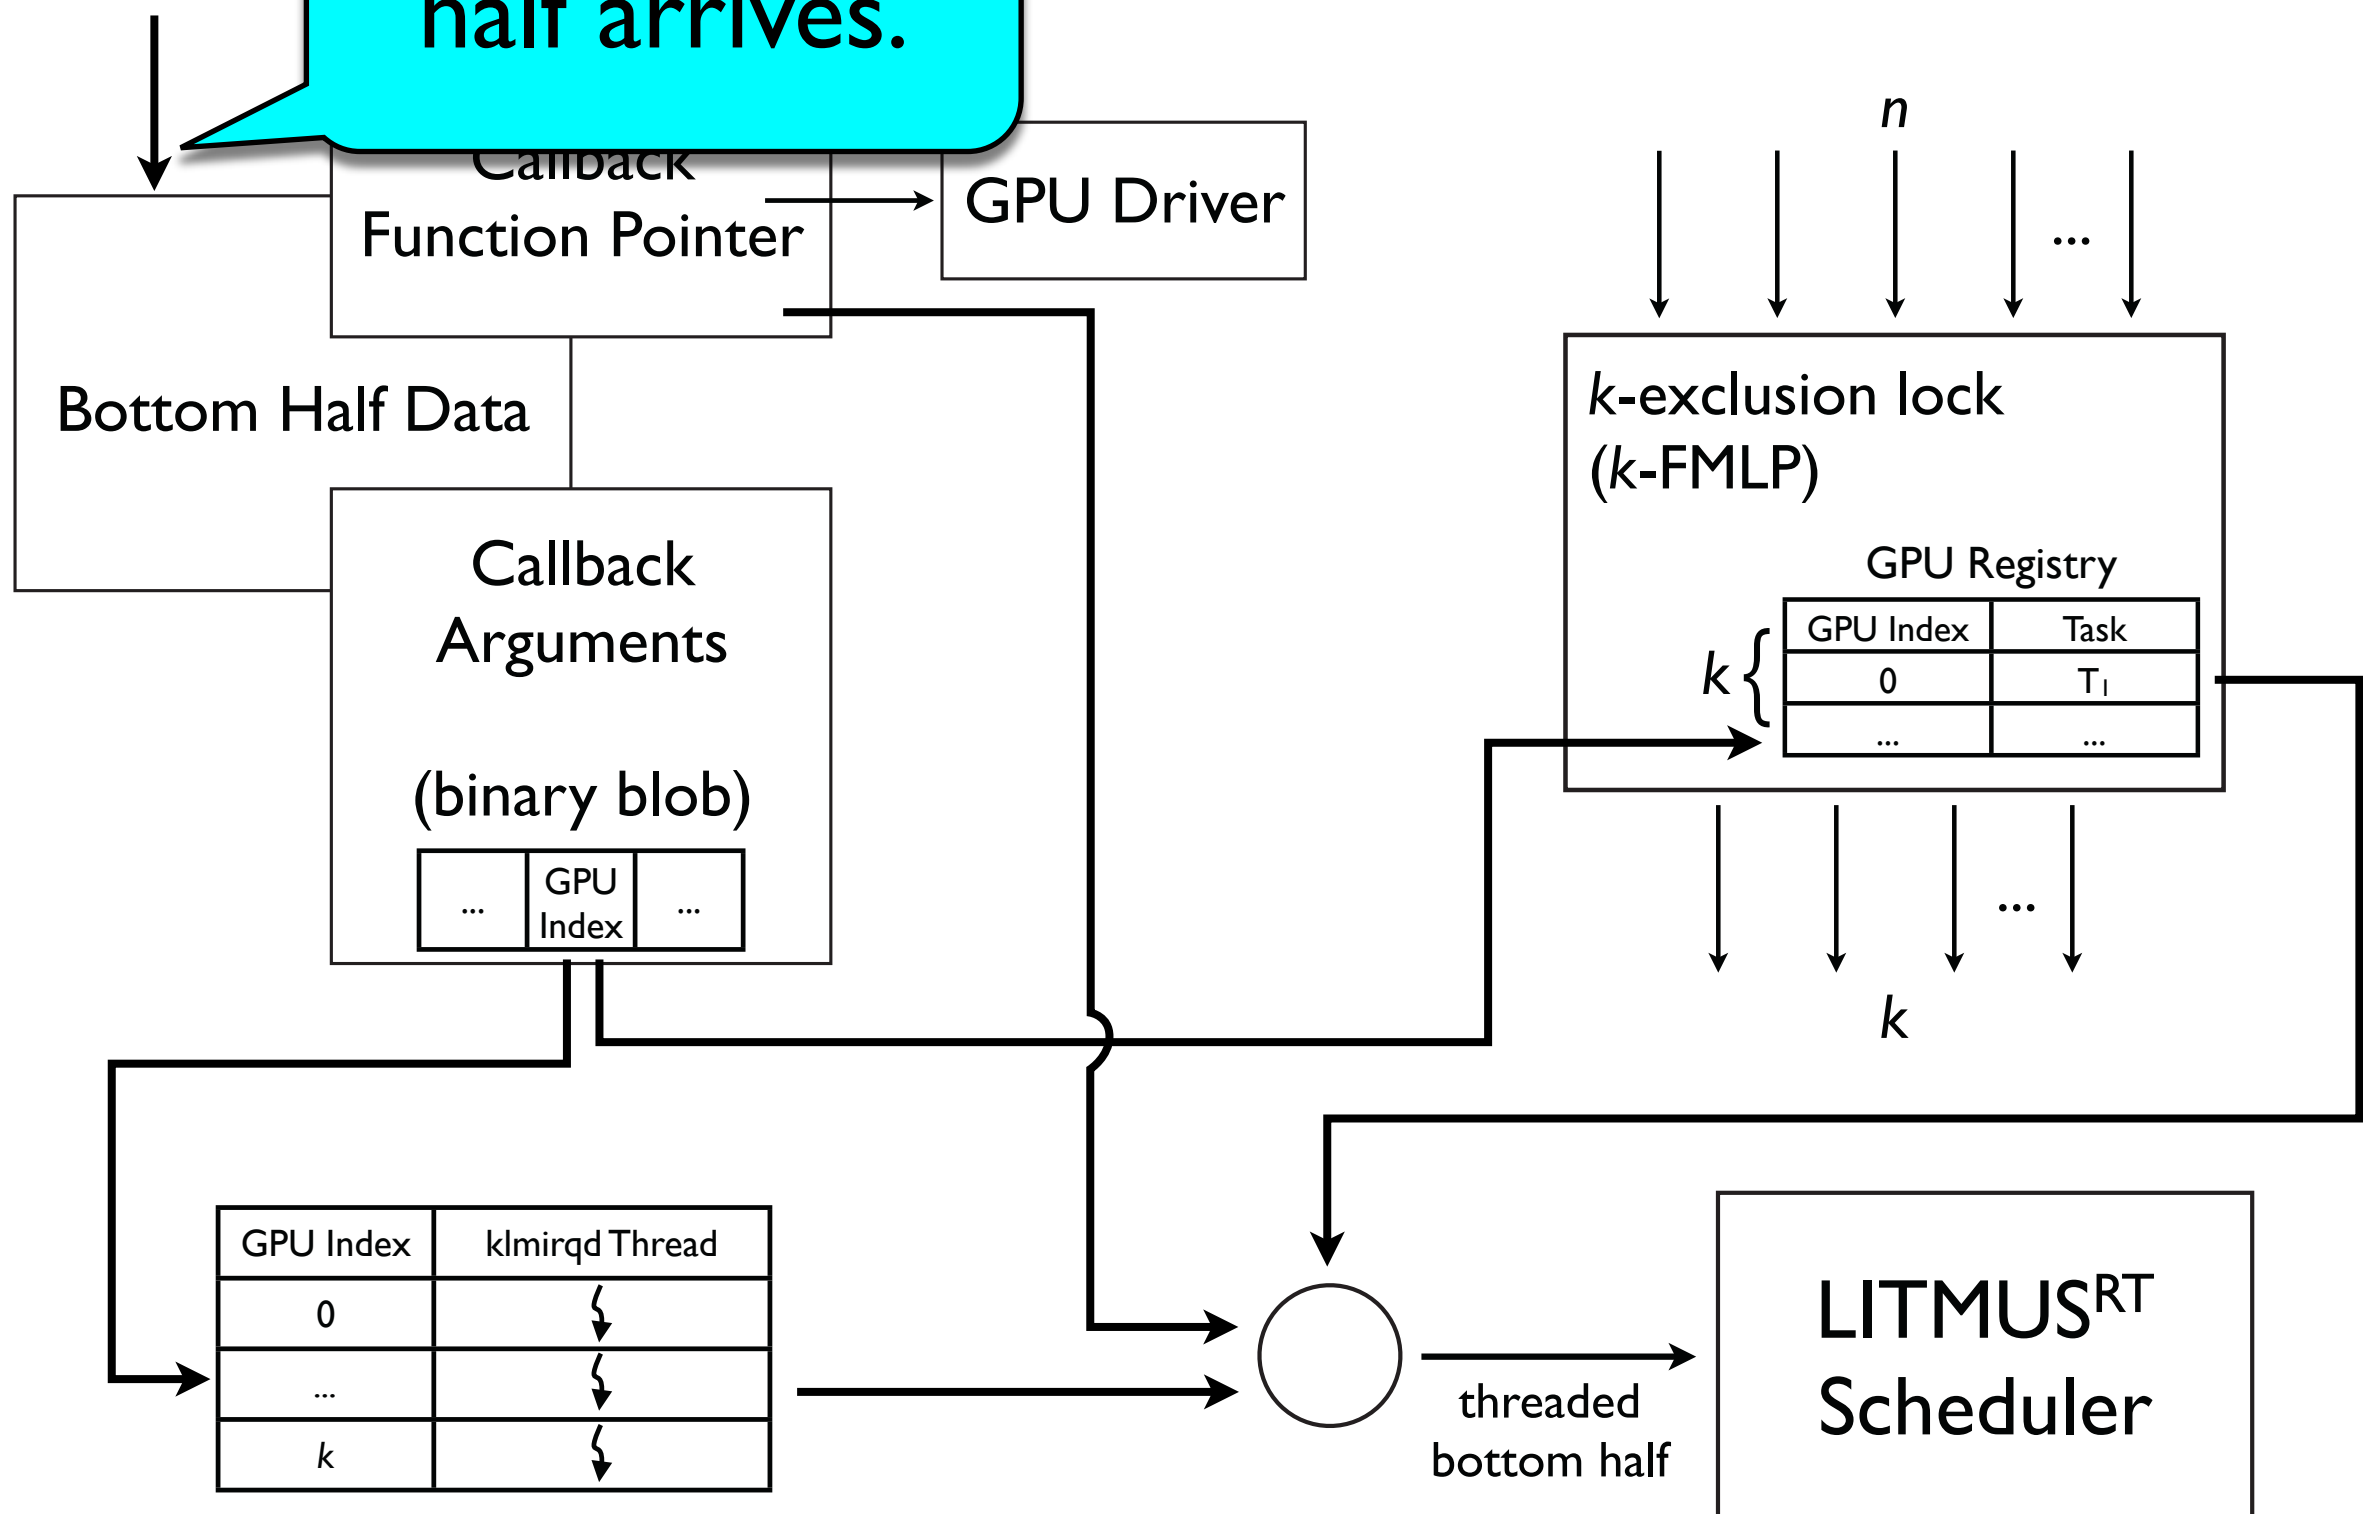 half arrives.
Callback
Function Pointer
GPU Driver
Bottom Half Data
Callback
Arguments
(binary blob)
... GPU Index ...
n
...
k-exclusion lock
(k-FMLP)
GPU Registry
GPU Index Task
k { 0 T1
... ...
...
k
GPU Index klmirqd Thread
0
...
k
threaded
bottom half
LITMUSRT
Scheduler